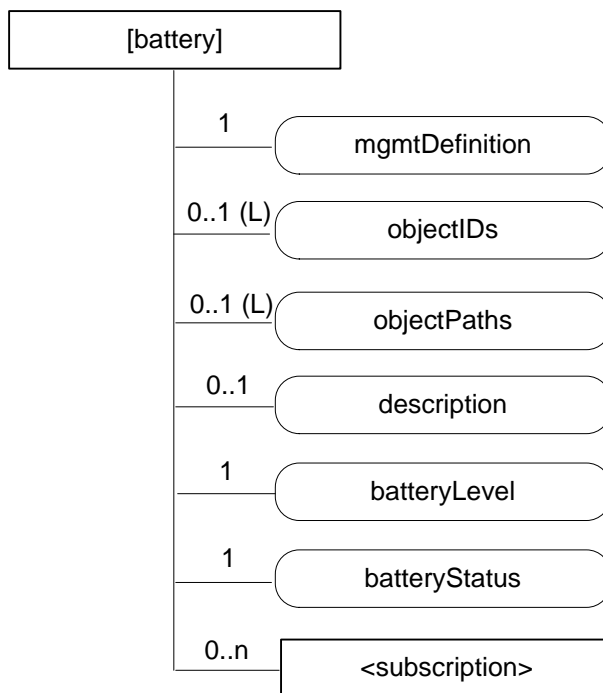 [battery]
1
mgmtDefinition
0..1 (L)
objectIDs
0..1 (L)
objectPaths
0..1
description
1
batteryLevel
1
batteryStatus
0..n
<subscription>